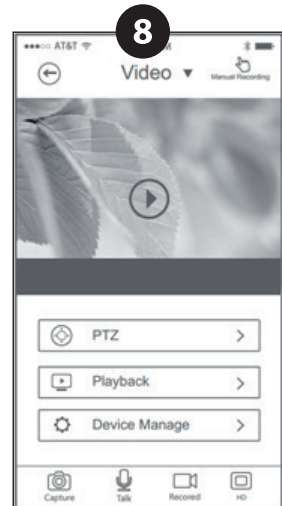 8
AT&T M
Video
Manual Recording
PTZ
Playback
Device Manage
Capture Talk Recored HD